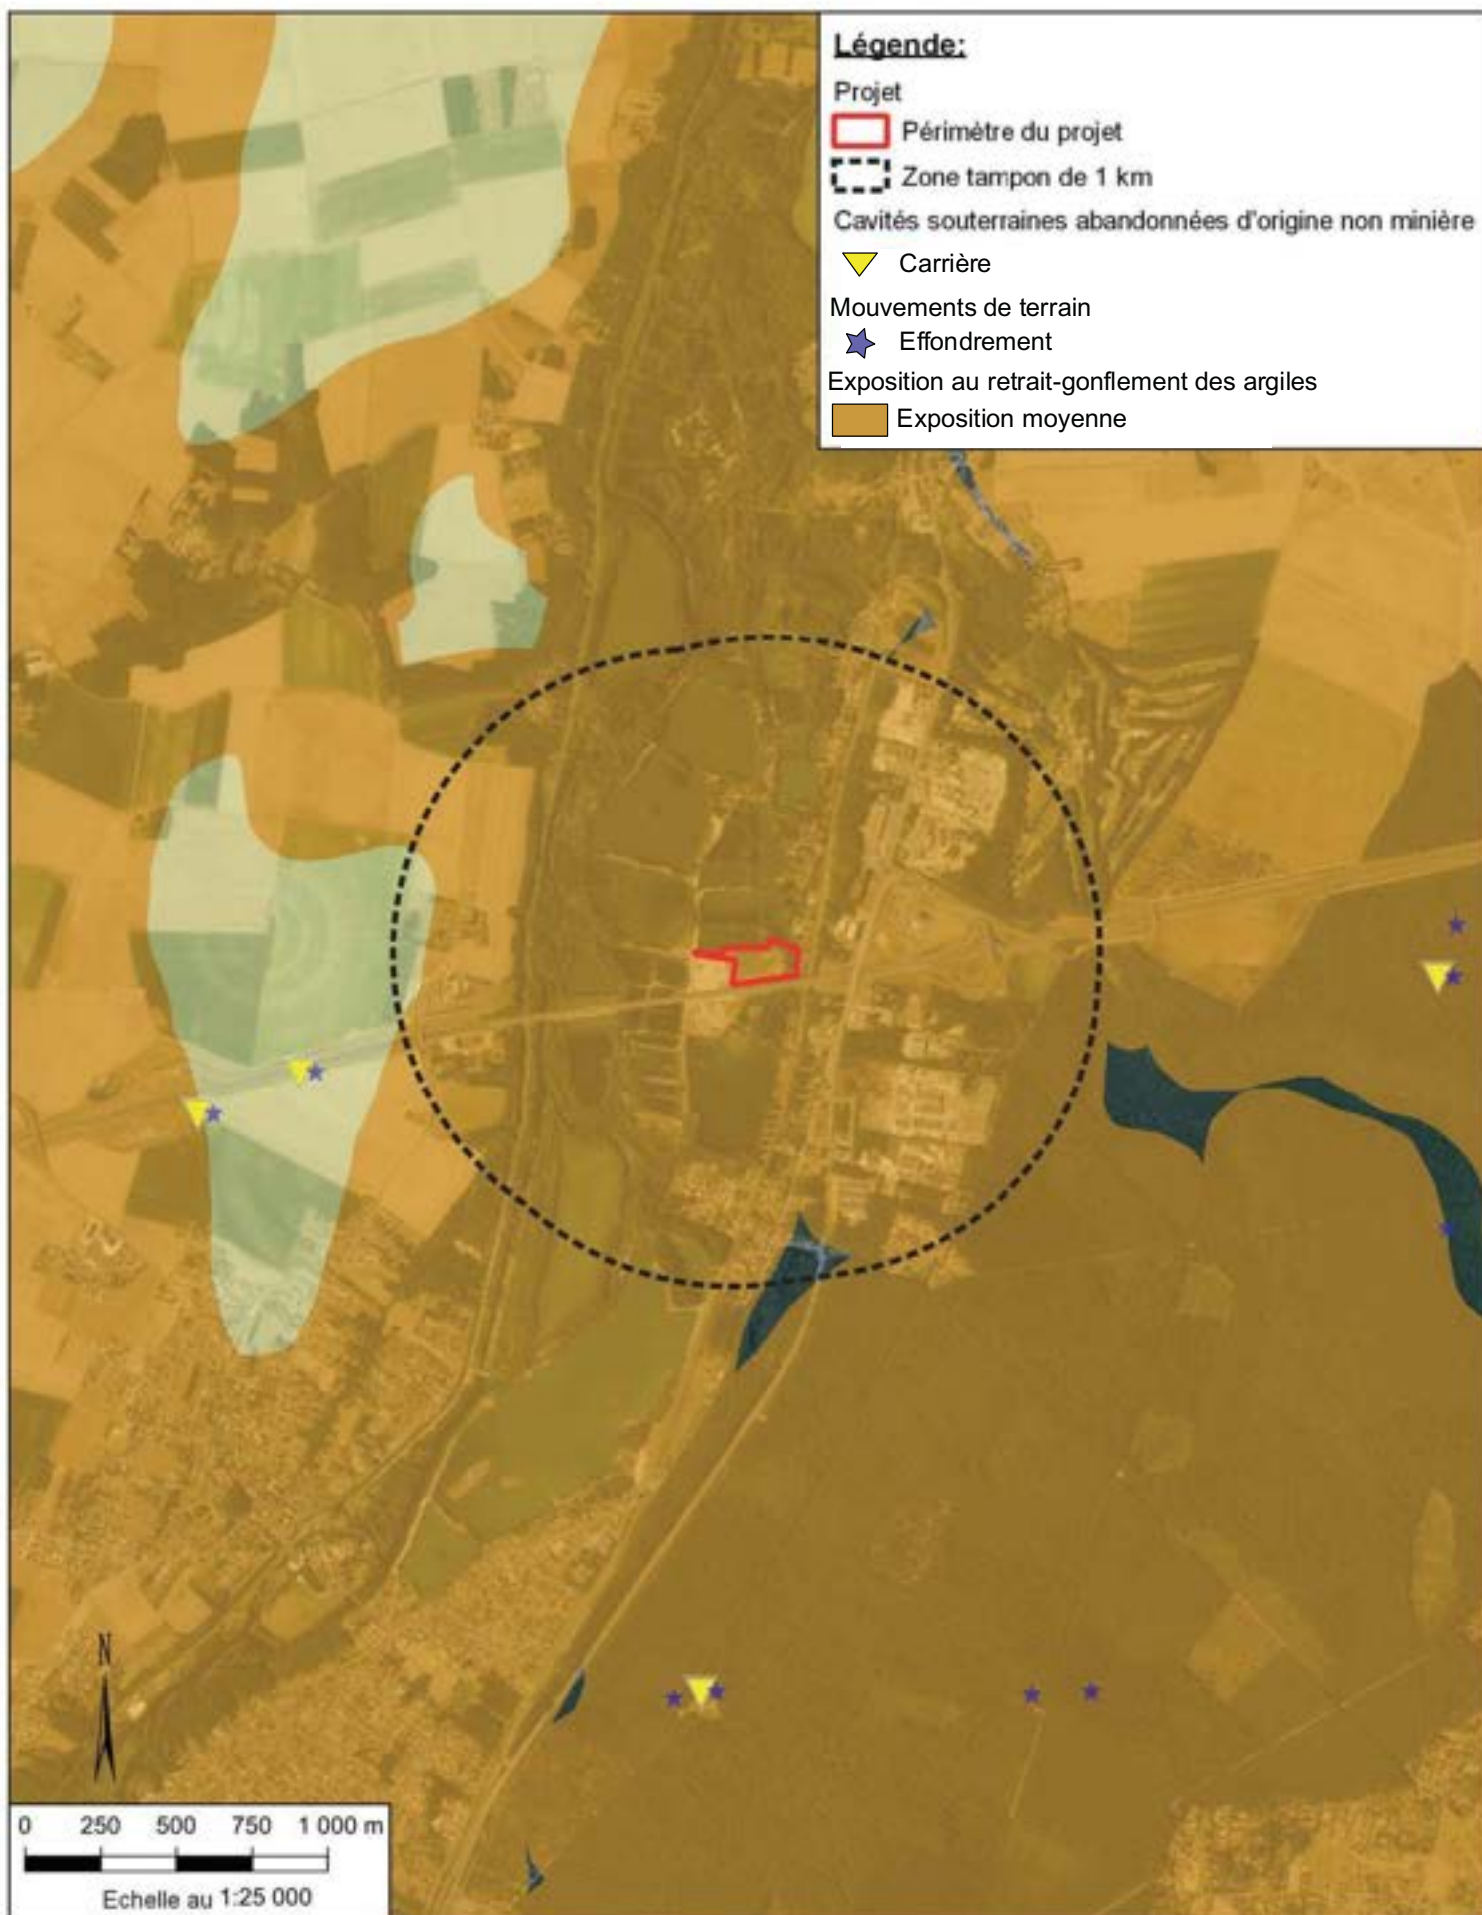 Légende:
Projet
Périmètre du projet
Zone tampon de 1 km
Cavités souterraines abandonnées d'origine non minière
Carrière
Mouvements de terrain
Effondrement
Exposition au retrait-gonflement des argiles
Exposition moyenne
N
0 250 500 750 1 000 m
Echelle au 1:25 000